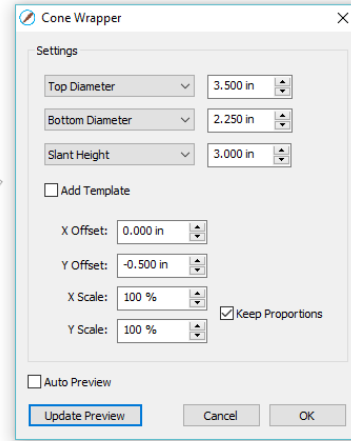 Cone Wrapper
Settings
Top Diameter 3.500 in
Bottom Diameter 2.250 in
Slant Height 3.000 in
Add Template
X Offset: 0.000 in
Y Offset: -0.500 in
X Scale: 100 %
Keep Proportions
Y Scale: 100 %
Auto Preview
Update Preview Cancel OK